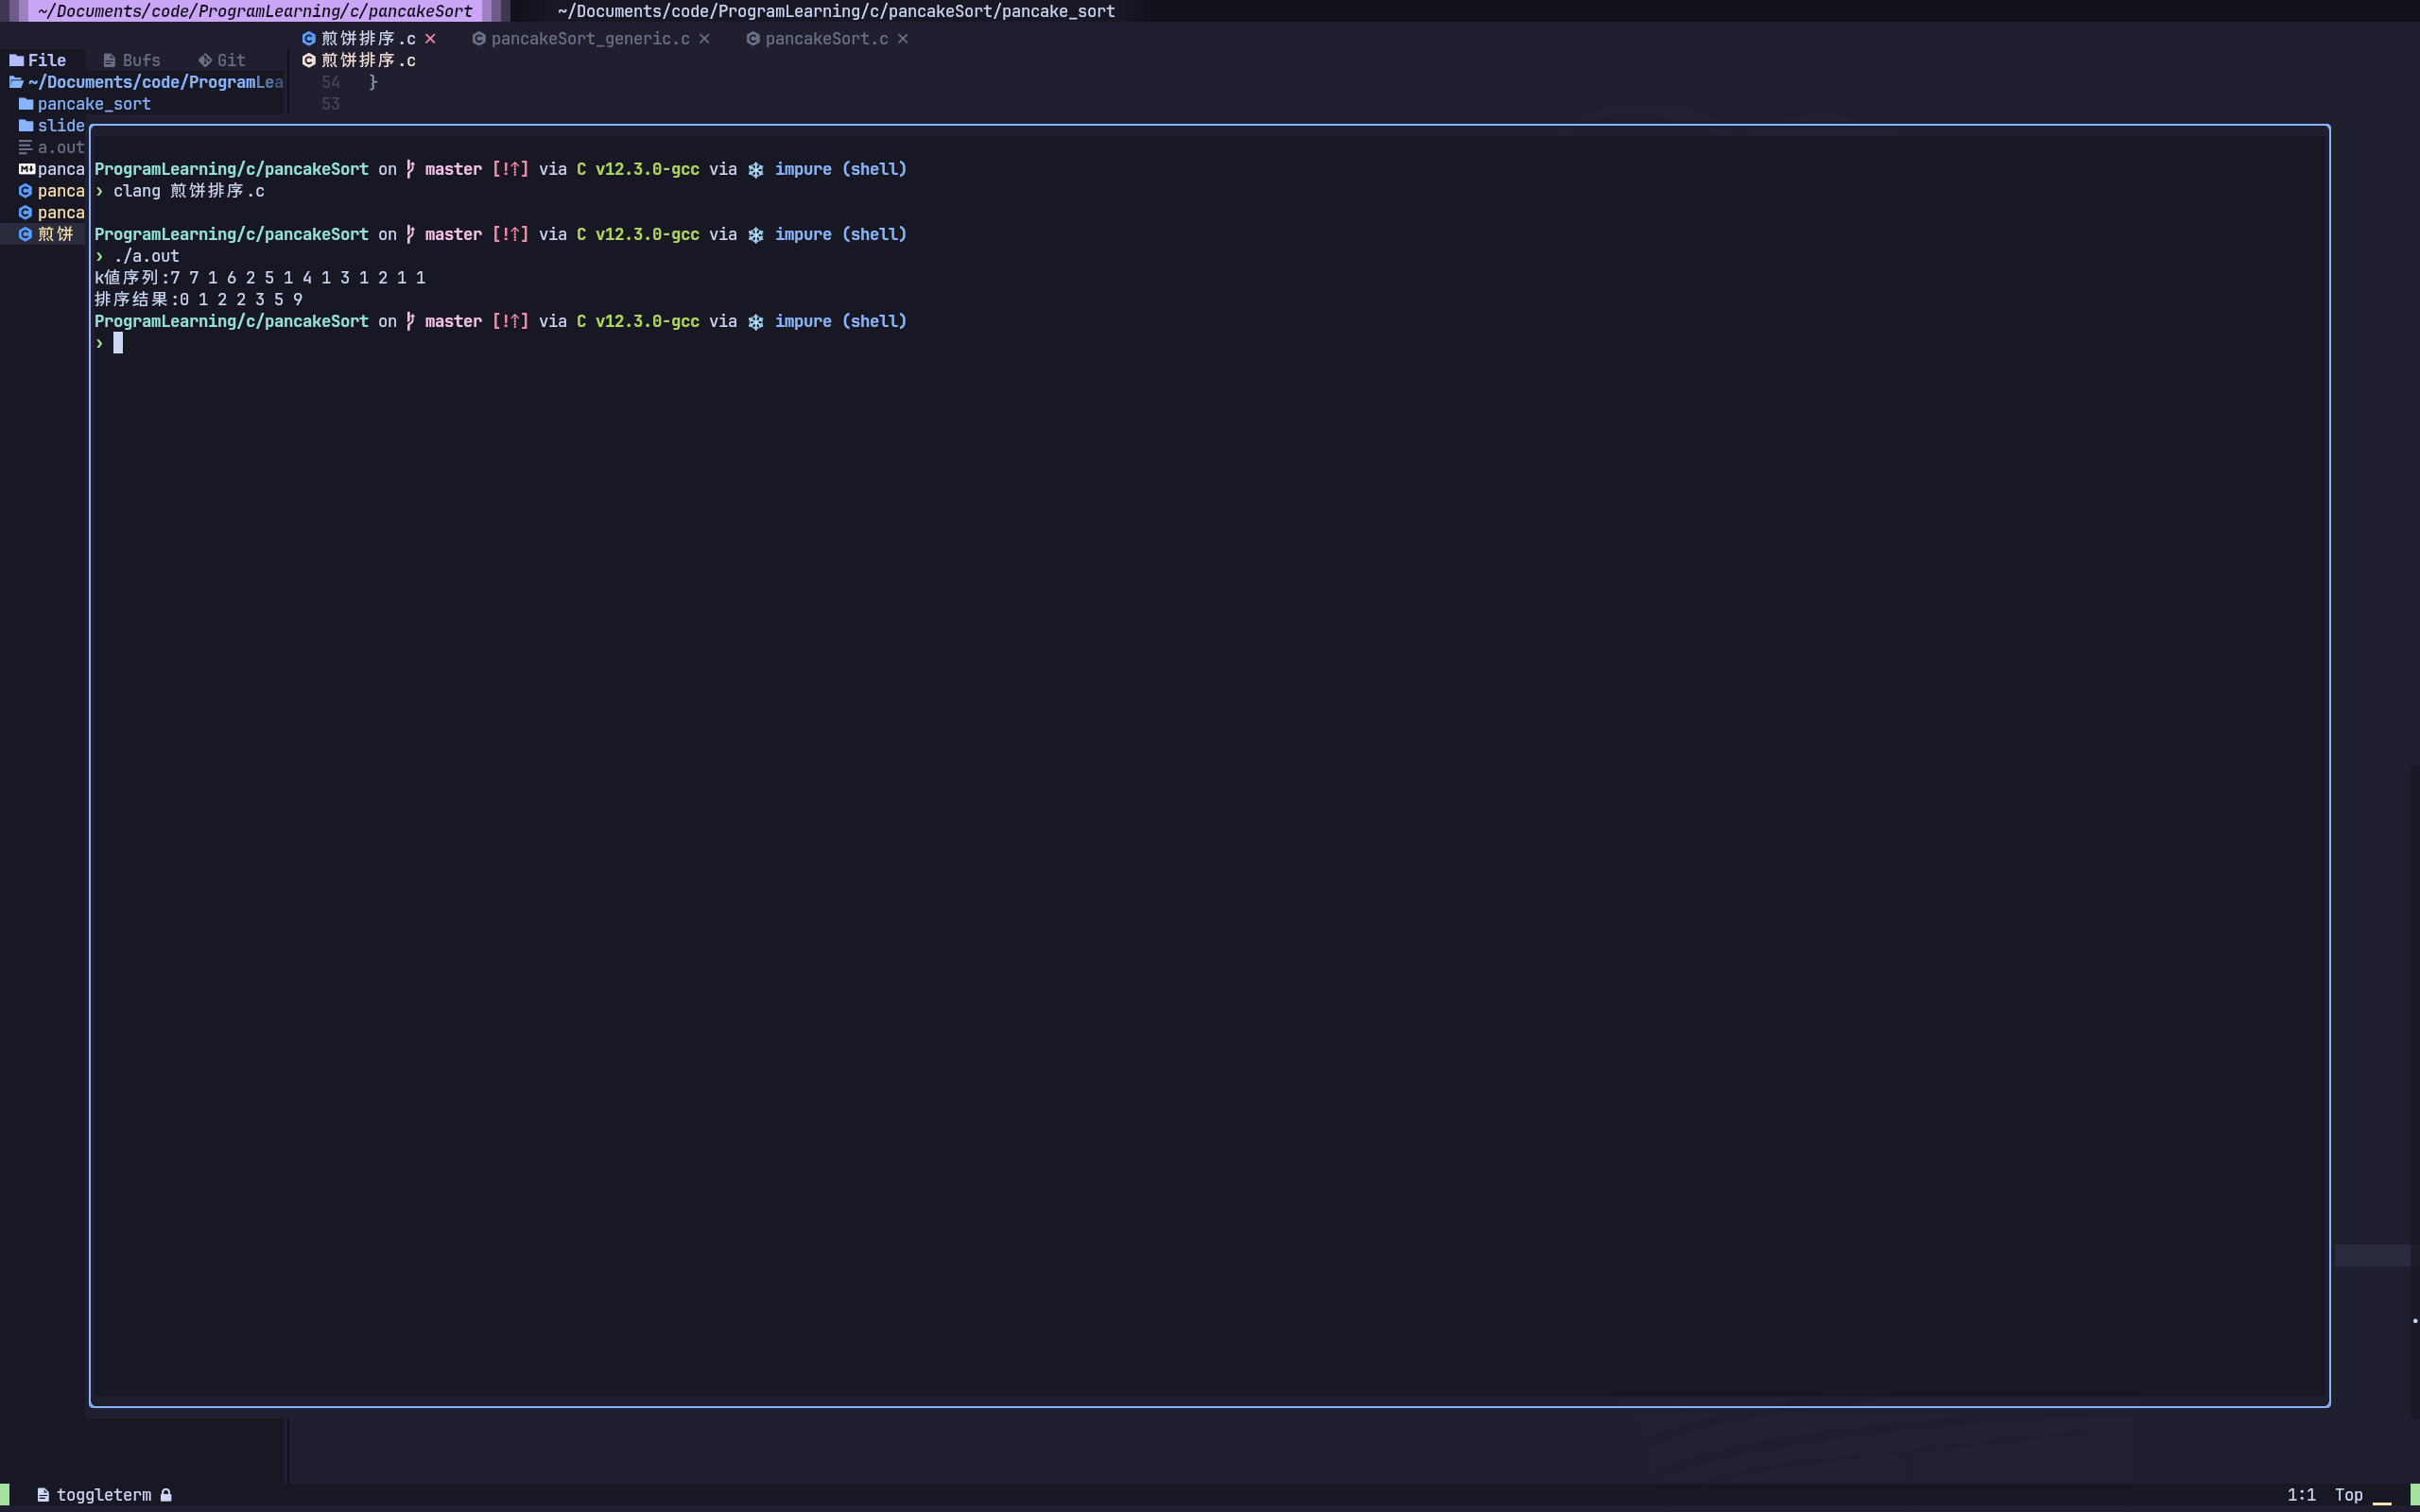 ~/Documents/code/ProgramLearning/c/pancakeSort ~/Documents/code/ProgramLearning/c/pancakeSort/pancake_sort
煎饼排序.c × pancakeSort_generic.c × pancakeSort.c ×
File Bufs Git 煎饼排序.c
~/Documents/code/ProgramLea 54 }
pancake_sort 53
slide
a.out
panca ProgramLearning/c/pancakeSort on master [!⇡] via C v12.3.0-gcc via ❄ impure (shell)
panca › clang 煎饼排序.c
panca
煎饼 ProgramLearning/c/pancakeSort on master [!⇡] via C v12.3.0-gcc via ❄ impure (shell)
› ./a.out
k值序列:7 7 1 6 2 5 1 4 1 3 1 2 1 1
排序结果:0 1 2 2 3 5 9
ProgramLearning/c/pancakeSort on master [!⇡] via C v12.3.0-gcc via ❄ impure (shell)
›
toggleterm 1:1 Top